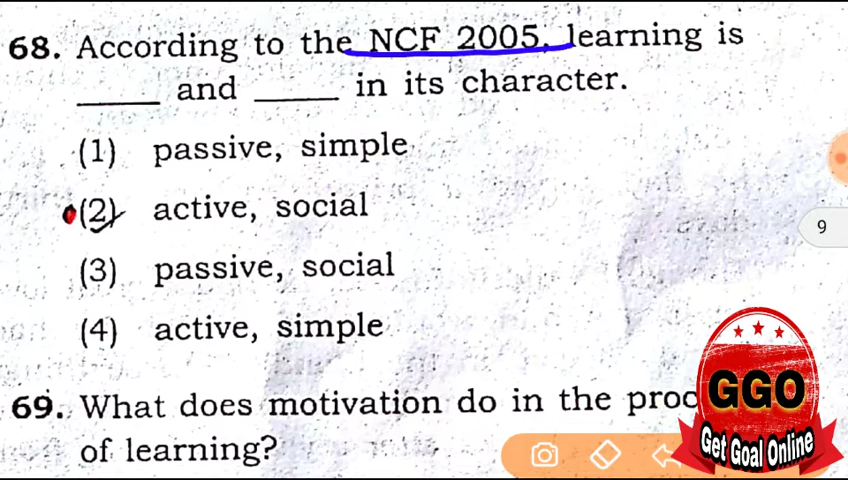 68. According to the NCF 2005, learning is
_____ and _____ in its character.
(1) passive, simple
(2) active, social
(3) passive, social
(4) active, simple
9
69. What does motivation do in the proc
of learning?
GGO
Get Goal Online